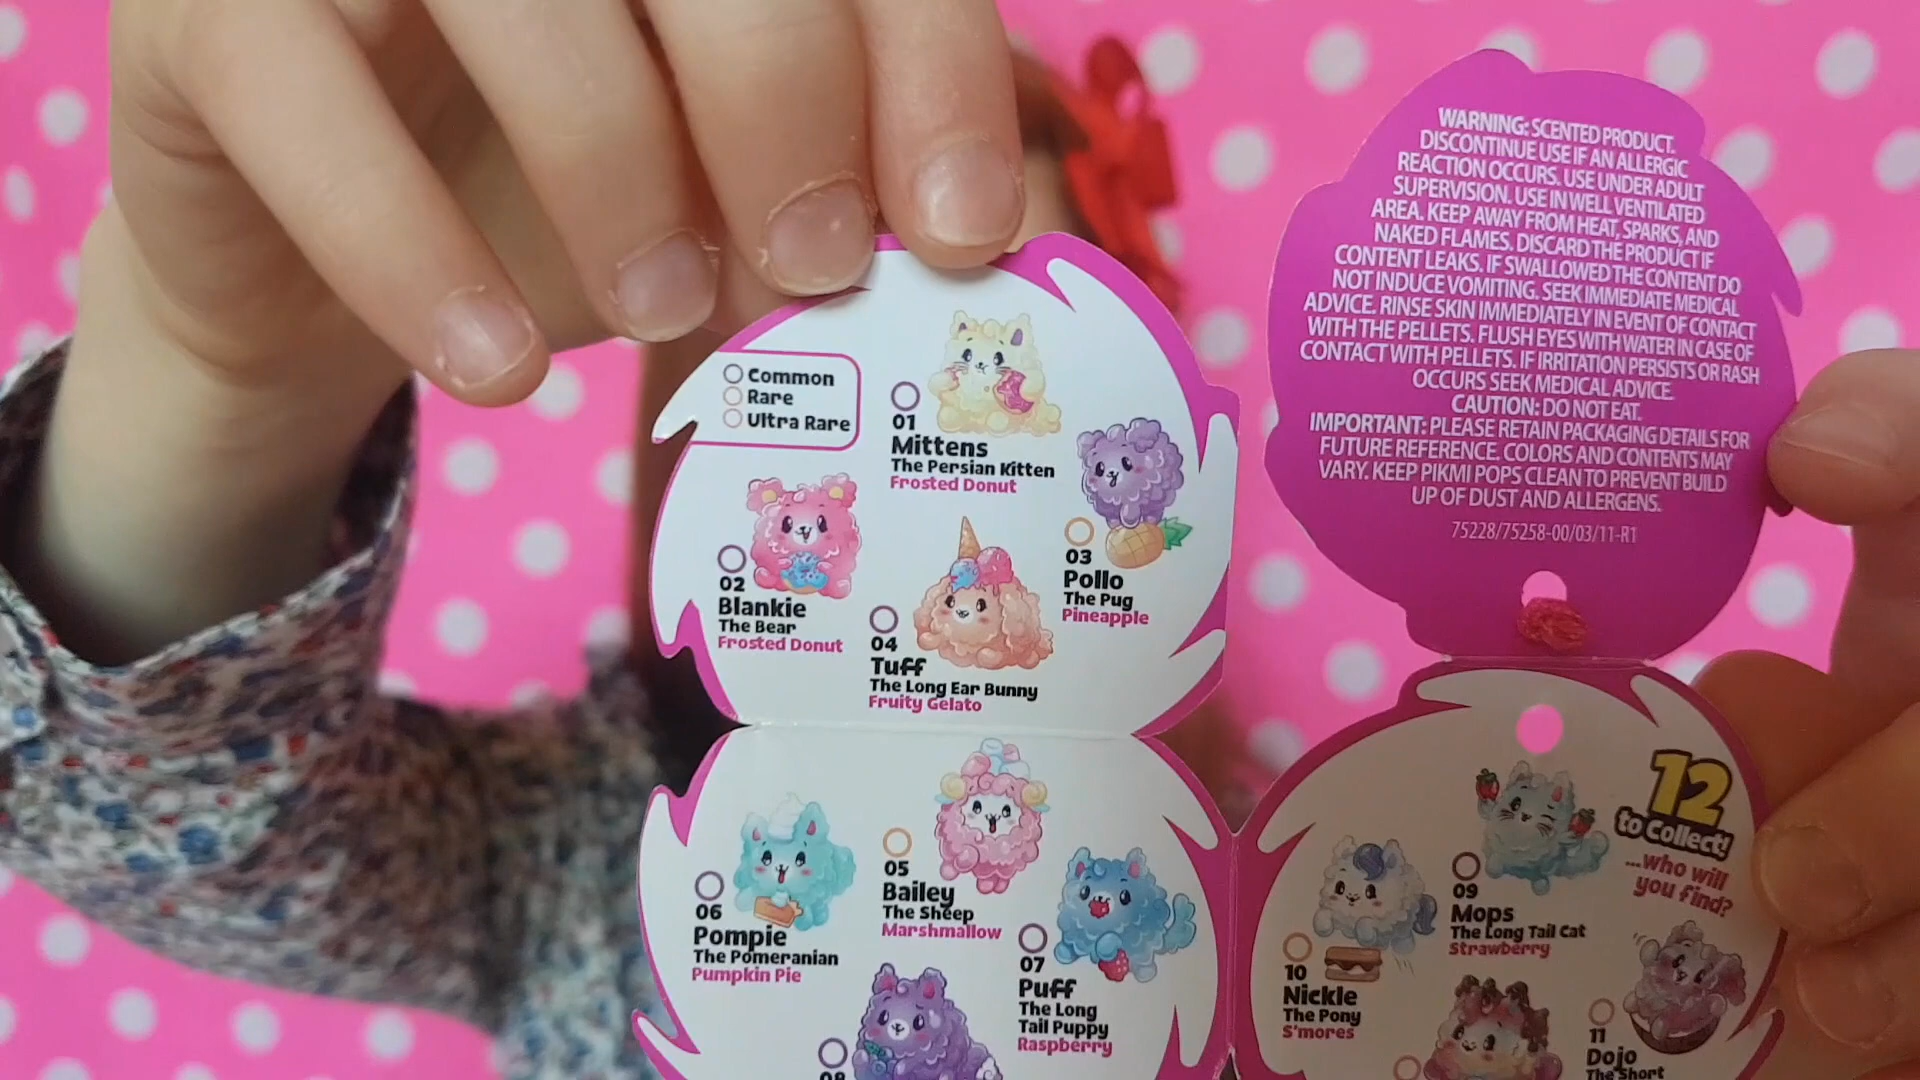 Common
Rare
Ultra Rare
01
Mittens
The Persian Kitten
Frosted Donut
02
Blankie
The Bear
Frosted Donut
03
Pollo
The Pug
Pineapple
04
Tuff
The Long Ear Bunny
Fruity Gelato
05
Bailey
The Sheep
Marshmallow
06
Pompie
The Pomeranian
Pumpkin Pie
07
Puff
The Long
Tail Puppy
Raspberry
08
WARNING: SCENTED PRODUCT.
DISCONTINUE USE IF AN ALLERGIC
REACTION OCCURS. USE UNDER ADULT
SUPERVISION. USE IN WELL VENTILATED
AREA. KEEP AWAY FROM HEAT, SPARKS, AND
NAKED FLAMES. DISCARD THE PRODUCT IF
CONTENT LEAKS. IF SWALLOWED THE CONTENT DO
NOT INDUCE VOMITING. SEEK IMMEDIATE MEDICAL
ADVICE. RINSE SKIN IMMEDIATELY IN EVENT OF CONTACT
WITH THE PELLETS. FLUSH EYES WITH WATER IN CASE OF
CONTACT WITH PELLETS. IF IRRITATION PERSISTS OR RASH
OCCURS SEEK MEDICAL ADVICE.
CAUTION: DO NOT EAT.
IMPORTANT: PLEASE RETAIN PACKAGING DETAILS FOR
FUTURE REFERENCE. COLORS AND CONTENTS MAY
VARY. KEEP PIKMI POPS CLEAN TO PREVENT BUILD
UP OF DUST AND ALLERGENS.
75228/75258-00/03/11-R1
12
to Collect!
...who will
you find?
09
Mops
The Long Tail Cat
Strawberry
10
Nickle
The Pony
S'mores
11
Dojo
The Short